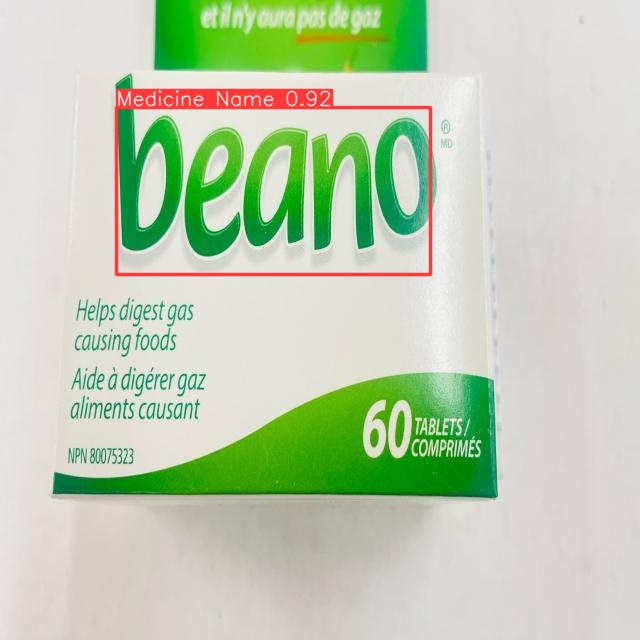 et il n'y aura pas de gaz
Medicine Name 0.92
beano
®
MD
Helps digest gas
causing foods
Aide à digérer gaz
aliments causant
60 TABLETS/
COMPRIMÉS
NPN 80075323